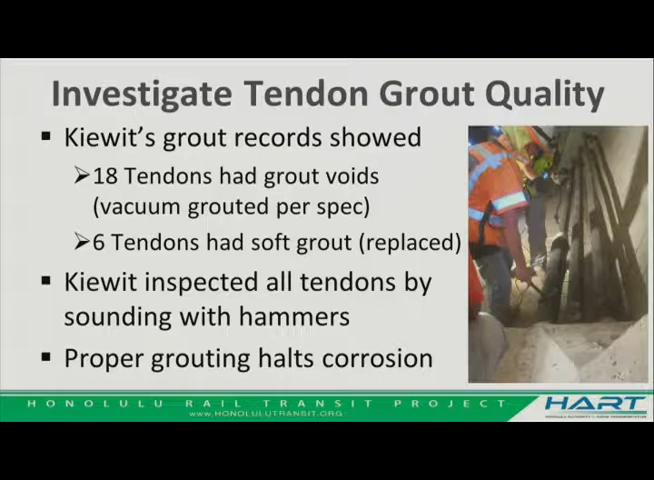 Investigate Tendon Grout Quality
▪ Kiewit's grout records showed
➢18 Tendons had grout voids
(vacuum grouted per spec)
➢6 Tendons had soft grout (replaced)
▪ Kiewit inspected all tendons by
sounding with hammers
▪ Proper grouting halts corrosion
HONOLULU RAIL TRANSIT PROJECT
www.HONOLULUTRANSIT.ORG
HART